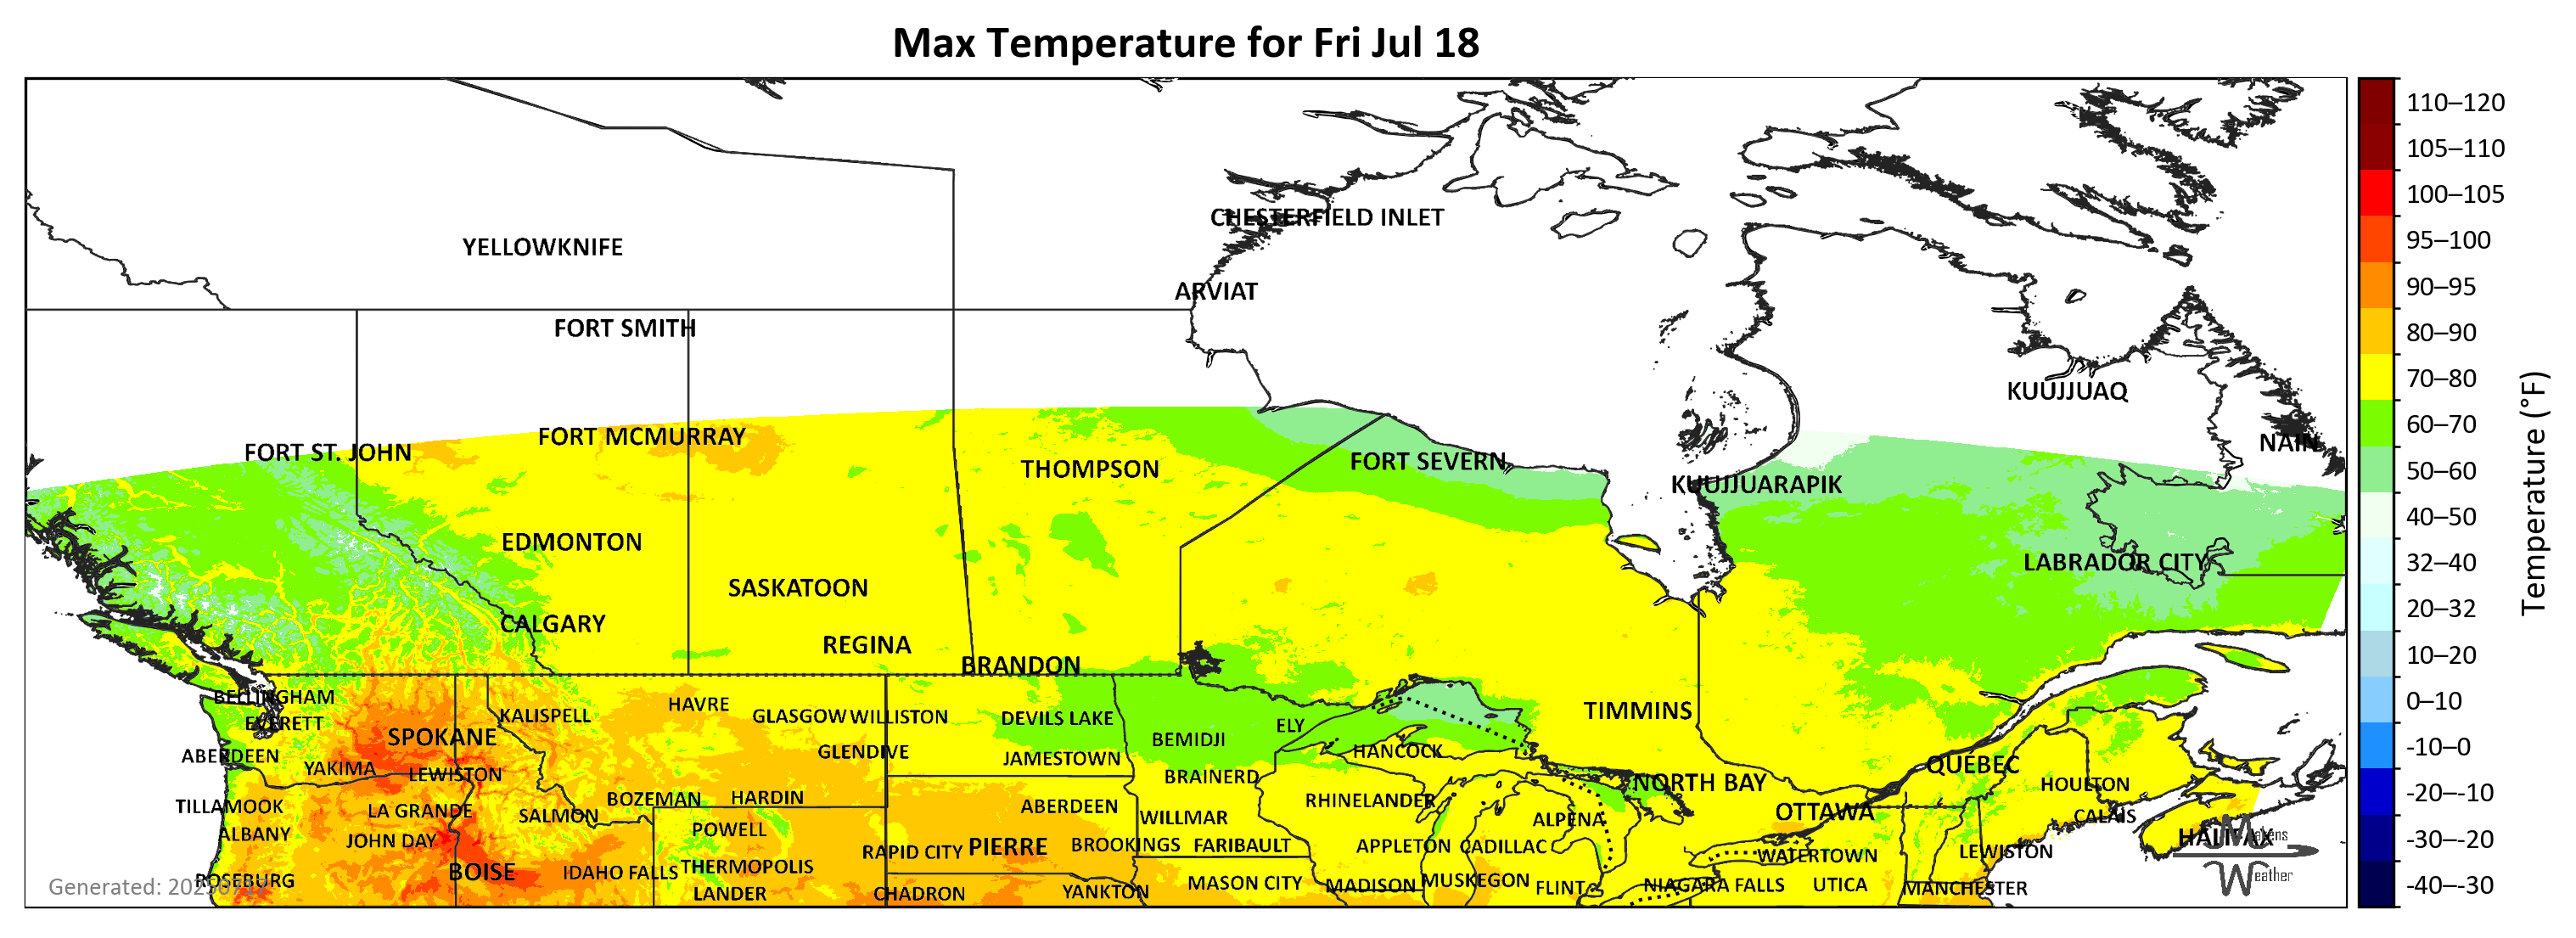 Max Temperature for Fri Jul 18
CHESTERFIELD INLET
YELLOWKNIFE
ARVIAT
FORT SMITH
KUUJJUAQ
FORT MCMURRAY
NAIN
FORT ST. JOHN
FORT SEVERN
THOMPSON
KUUJJUARAPIK
EDMONTON
LABRADOR CITY
SASKATOON
CALGARY
REGINA
BRANDON
BELLINGHAM
HAVRE
TIMMINS
KALISPELL
GLASGOW WILLISTON
DEVILS LAKE
EVERETT
ELY
SPOKANE
BEMIDJI
GLENDIVE
HANCOCK
ABERDEEN
JAMESTOWN
QUÉBEC
YAKIMA
LEWISTON
BRAINERD
NORTH BAY
HOULTON
BOZEMAN
HARDIN
RHINELANDER
TILLAMOOK
ABERDEEN
LA GRANDE
OTTAWA
SALMON
WILLMAR
CALAIS
ALPENA
POWELL
ALBANY
HALIFAX
JOHN DAY
BROOKINGS
FARIBAULT
APPLETON
CADILLAC
PIERRE
RAPID CITY
LEWISTON
WATERTOWN
THERMOPOLIS
BOISE
IDAHO FALLS
ROSEBURG
MUSKEGON
MASON CITY
MADISON
NIAGARA FALLS
UTICA
FLINT
MANCHESTER
YANKTON
LANDER
CHADRON
Generated: 20250717
Makens
Weather
110–120
105–110
100–105
95–100
90–95
80–90
70–80
60–70
50–60
40–50
32–40
20–32
10–20
0–10
-10–0
-20–-10
-30–-20
-40–-30
Temperature (°F)